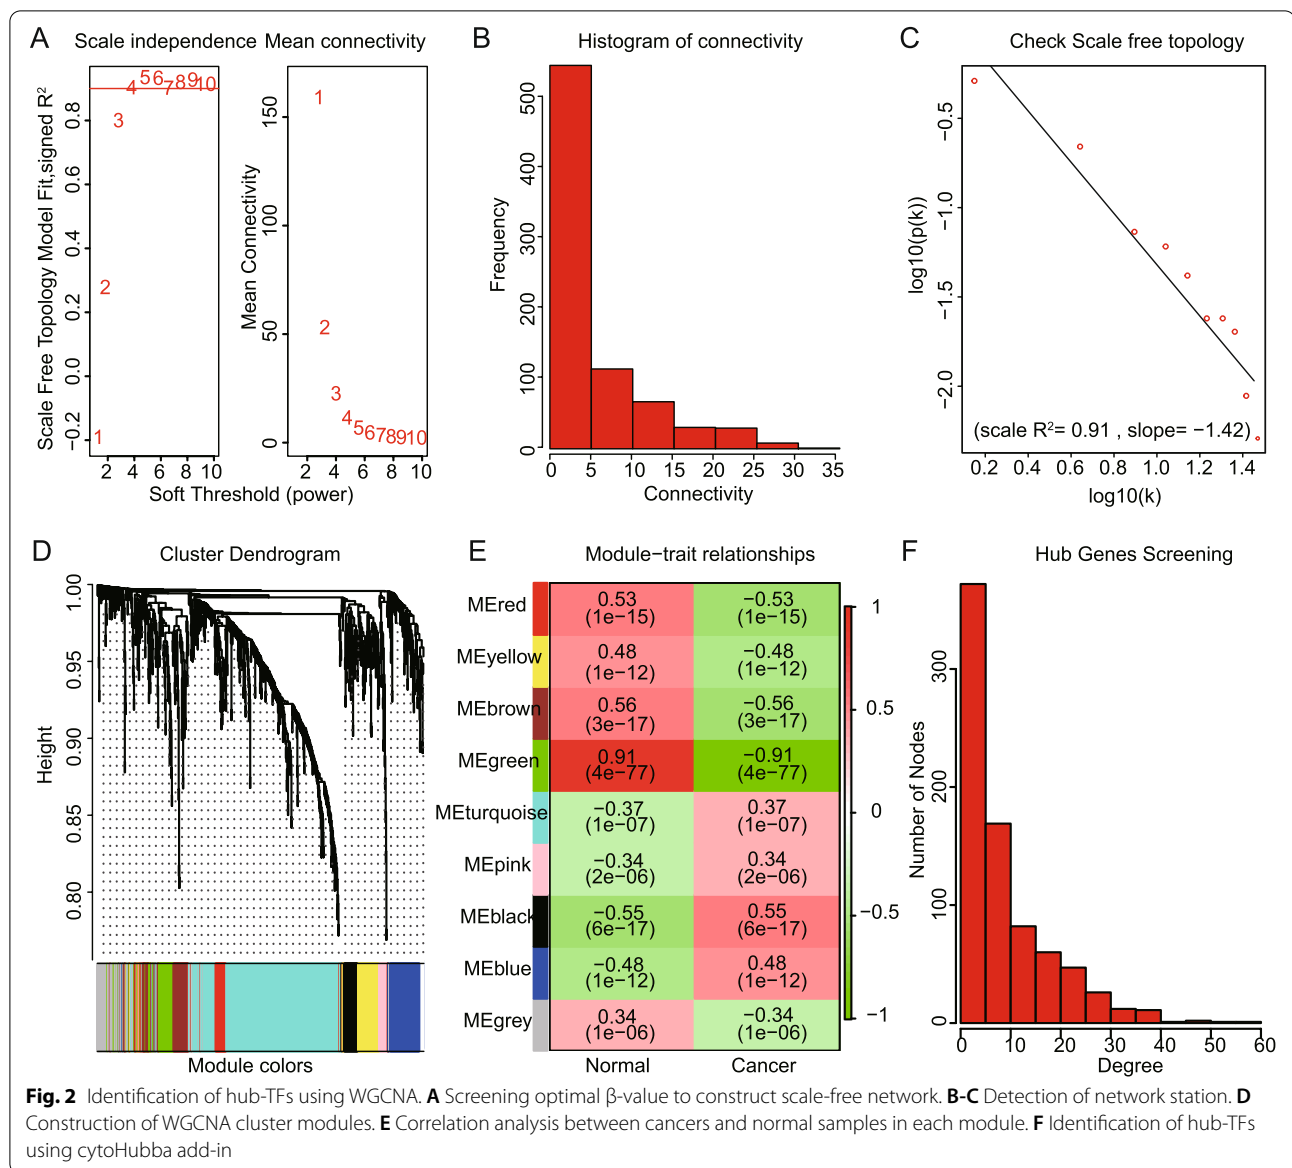 A
Scale independence
Mean connectivity
Scale Free Topology Model Fit,signed R²
0.8
0.6
0.4
0.2
0.0
−0.2
1
2
3
4
5
6
7
8
9
10
2 4 6 8 10
Mean Connectivity
150
100
50
0
1
2
3
4
5
6
7
8
9
10
2 4 6 8 10
Soft Threshold (power)
B
Histogram of connectivity
Frequency
500
400
300
200
100
0
0 5 10 15 20 25 30 35
Connectivity
C
Check Scale free topology
log10(p(k))
−0.5
−1.0
−1.5
−2.0
(scale R²= 0.91 , slope= −1.42)
0.2 0.6 1.0 1.2 1.4
log10(k)
D
Cluster Dendrogram
Height
1.00
0.95
0.90
0.85
0.80
Module colors
E
Module−trait relationships
MEred
0.53 −0.53
(1e−15) (1e−15)
MEyellow
0.48 −0.48
(1e−12) (1e−12)
MEbrown
0.56 −0.56
(3e−17) (3e−17)
MEgreen
0.91 −0.91
(4e−77) (4e−77)
MEturquoise
−0.37 0.37
(1e−07) (1e−07)
MEpink
−0.34 0.34
(2e−06) (2e−06)
MEblack
−0.55 0.55
(6e−17) (6e−17)
MEblue
−0.48 0.48
(1e−12) (1e−12)
MEgrey
0.34 −0.34
(1e−06) (1e−06)
Normal Cancer
1
0.5
0
−0.5
−1
F
Hub Genes Screening
Number of Nodes
300
200
100
0
0 10 20 30 40 50 60
Degree
Fig. 2 Identification of hub-TFs using WGCNA. A Screening optimal β-value to construct scale-free network. B-C Detection of network station. D
Construction of WGCNA cluster modules. E Correlation analysis between cancers and normal samples in each module. F Identification of hub-TFs
using cytoHubba add-in